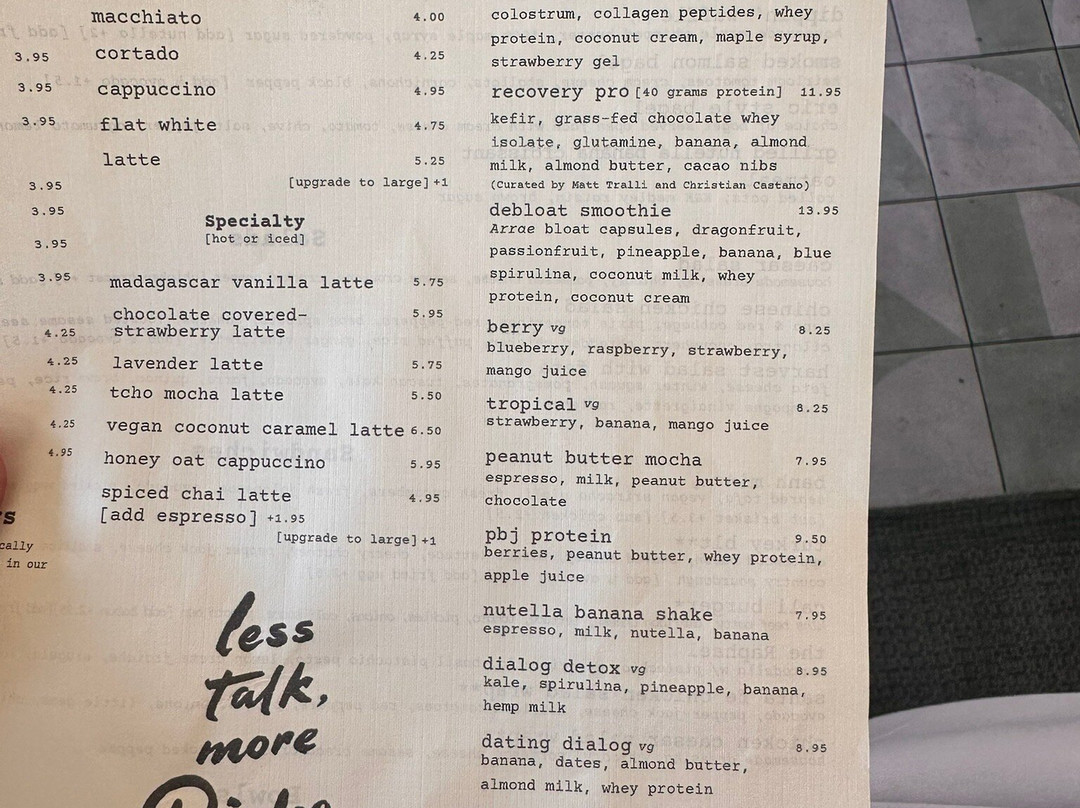 3.95
3.95
3.95
3.95
3.95
3.95
3.95
4.25
4.25
4.25
4.25
4.95
cally
in our
macchiato 4.00
cortado 4.25
cappuccino 4.95
flat white 4.75
latte 5.25
[upgrade to large] +1
Specialty
[hot or iced]
madagascar vanilla latte 5.75
chocolate covered- 5.95
strawberry latte
lavender latte 5.75
tcho mocha latte 5.50
vegan coconut caramel latte 6.50
honey oat cappuccino 5.95
spiced chai latte 4.95
[add espresso] +1.95
[upgrade to large] +1
less
talk,
more
colostrum, collagen peptides, whey
protein, coconut cream, maple syrup,
strawberry gel
recovery pro [40 grams protein] 11.95
kefir, grass-fed chocolate whey
isolate, glutamine, banana, almond
milk, almond butter, cacao nibs
(Curated by Matt Tralli and Christian Castano)
debloat smoothie 13.95
Arrae bloat capsules, dragonfruit,
passionfruit, pineapple, banana, blue
spirulina, coconut milk, whey
protein, coconut cream
berry vg 8.25
blueberry, raspberry, strawberry,
mango juice
tropical vg 8.25
strawberry, banana, mango juice
peanut butter mocha 7.95
espresso, milk, peanut butter,
chocolate
pbj protein 9.50
berries, peanut butter, whey protein,
apple juice
nutella banana shake 7.95
espresso, milk, nutella, banana
dialog detox vg 8.95
kale, spirulina, pineapple, banana,
hemp milk
dating dialog vg 8.95
banana, dates, almond butter,
almond milk, whey protein